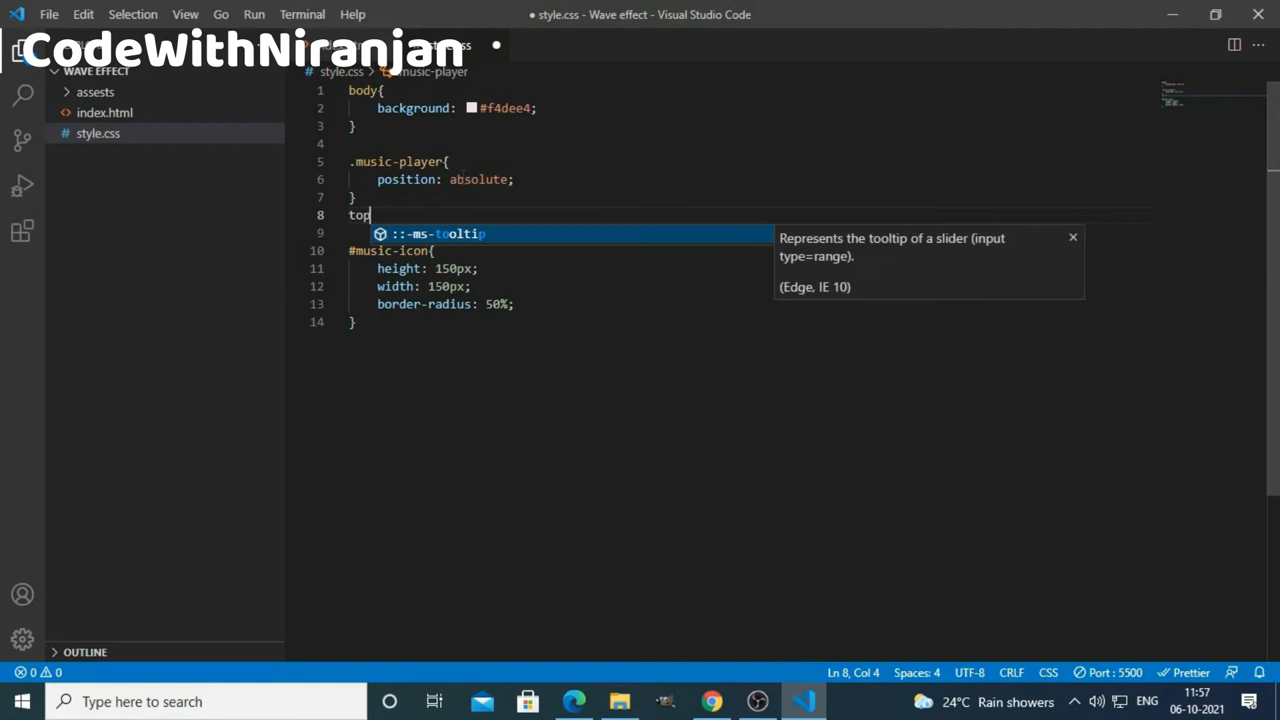 File Edit Selection View Go Run Terminal Help
● style.css - Wave effect - Visual Studio Code
CodeWithNiranjan
WAVE EFFECT
assests
index.html
style.css
# style.css > music-player
1 body{
2 background: #f4dee4;
3 }
4
5 .music-player{
6 position: absolute;
7 }
8 top
::-ms-tooltip
Represents the tooltip of a slider (input
type=range).
(Edge, IE 10)
9
10 #music-icon{
11 height: 150px;
12 width: 150px;
13 border-radius: 50%;
14 }
OUTLINE
0 0 Ln 8, Col 4 Spaces: 4 UTF-8 CRLF CSS Port : 5500 Prettier
Type here to search
24°C Rain showers ENG
11:57
06-10-2021